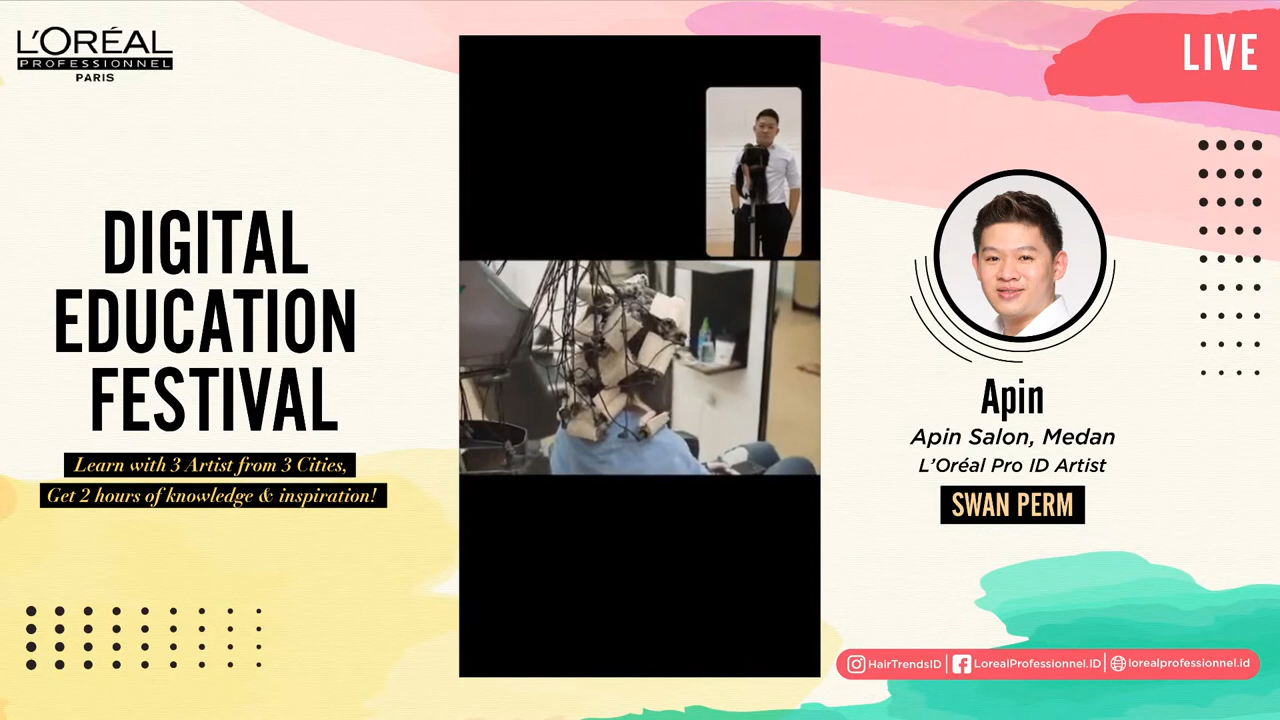 L'ORÉAL
PROFESSIONNEL
PARIS
LIVE
DIGITAL
EDUCATION
FESTIVAL
Learn with 3 Artist from 3 Cities,
Get 2 hours of knowledge & inspiration!
Apin
Apin Salon, Medan
L'Oréal Pro ID Artist
SWAN PERM
HairTrendsID | LorealProfessionnel.ID | lorealprofessionnel.id